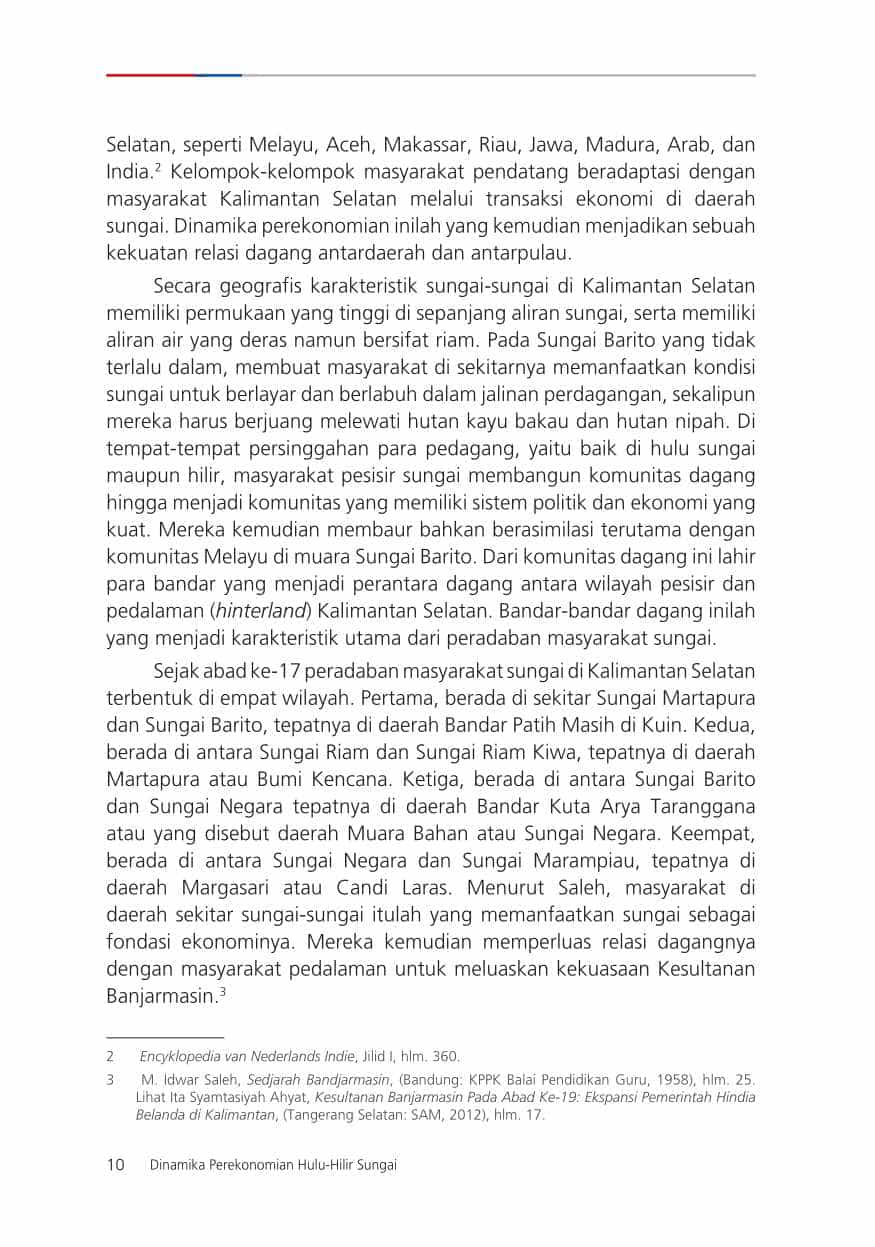 Selatan, seperti Melayu, Aceh, Makassar, Riau, Jawa, Madura, Arab, dan
India.² Kelompok-kelompok masyarakat pendatang beradaptasi dengan
masyarakat Kalimantan Selatan melalui transaksi ekonomi di daerah
sungai. Dinamika perekonomian inilah yang kemudian menjadikan sebuah
kekuatan relasi dagang antardaerah dan antarpulau.
Secara geografis karakteristik sungai-sungai di Kalimantan Selatan
memiliki permukaan yang tinggi di sepanjang aliran sungai, serta memiliki
aliran air yang deras namun bersifat riam. Pada Sungai Barito yang tidak
terlalu dalam, membuat masyarakat di sekitarnya memanfaatkan kondisi
sungai untuk berlayar dan berlabuh dalam jalinan perdagangan, sekalipun
mereka harus berjuang melewati hutan kayu bakau dan hutan nipah. Di
tempat-tempat persinggahan para pedagang, yaitu baik di hulu sungai
maupun hilir, masyarakat pesisir sungai membangun komunitas dagang
hingga menjadi komunitas yang memiliki sistem politik dan ekonomi yang
kuat. Mereka kemudian membaur bahkan berasimilasi terutama dengan
komunitas Melayu di muara Sungai Barito. Dari komunitas dagang ini lahir
para bandar yang menjadi perantara dagang antara wilayah pesisir dan
pedalaman (hinterland) Kalimantan Selatan. Bandar-bandar dagang inilah
yang menjadi karakteristik utama dari peradaban masyarakat sungai.
Sejak abad ke-17 peradaban masyarakat sungai di Kalimantan Selatan
terbentuk di empat wilayah. Pertama, berada di sekitar Sungai Martapura
dan Sungai Barito, tepatnya di daerah Bandar Patih Masih di Kuin. Kedua,
berada di antara Sungai Riam dan Sungai Riam Kiwa, tepatnya di daerah
Martapura atau Bumi Kencana. Ketiga, berada di antara Sungai Barito
dan Sungai Negara tepatnya di daerah Bandar Kuta Arya Taranggana
atau yang disebut daerah Muara Bahan atau Sungai Negara. Keempat,
berada di antara Sungai Negara dan Sungai Marampiau, tepatnya di
daerah Margasari atau Candi Laras. Menurut Saleh, masyarakat di
daerah sekitar sungai-sungai itulah yang memanfaatkan sungai sebagai
fondasi ekonominya. Mereka kemudian memperluas relasi dagangnya
dengan masyarakat pedalaman untuk meluaskan kekuasaan Kesultanan
Banjarmasin.³
2 Encyklopedia van Nederlands Indie, Jilid I, hlm. 360.
3 M. Idwar Saleh, Sedjarah Bandjarmasin, (Bandung: KPPK Balai Pendidikan Guru, 1958), hlm. 25.
Lihat Ita Syamtasiyah Ahyat, Kesultanan Banjarmasin Pada Abad Ke-19: Ekspansi Pemerintah Hindia
Belanda di Kalimantan, (Tangerang Selatan: SAM, 2012), hlm. 17.
10 Dinamika Perekonomian Hulu-Hilir Sungai